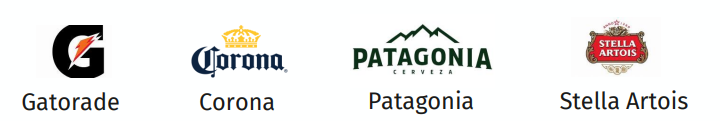 G
Corona
PATAGONIA
CERVEZA
STELLA
ARTOIS
Gatorade
Corona
Patagonia
Stella Artois